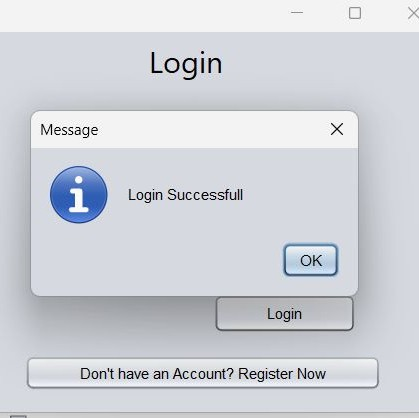 Login
Message
Login Successfull
OK
Login
Don't have an Account? Register Now